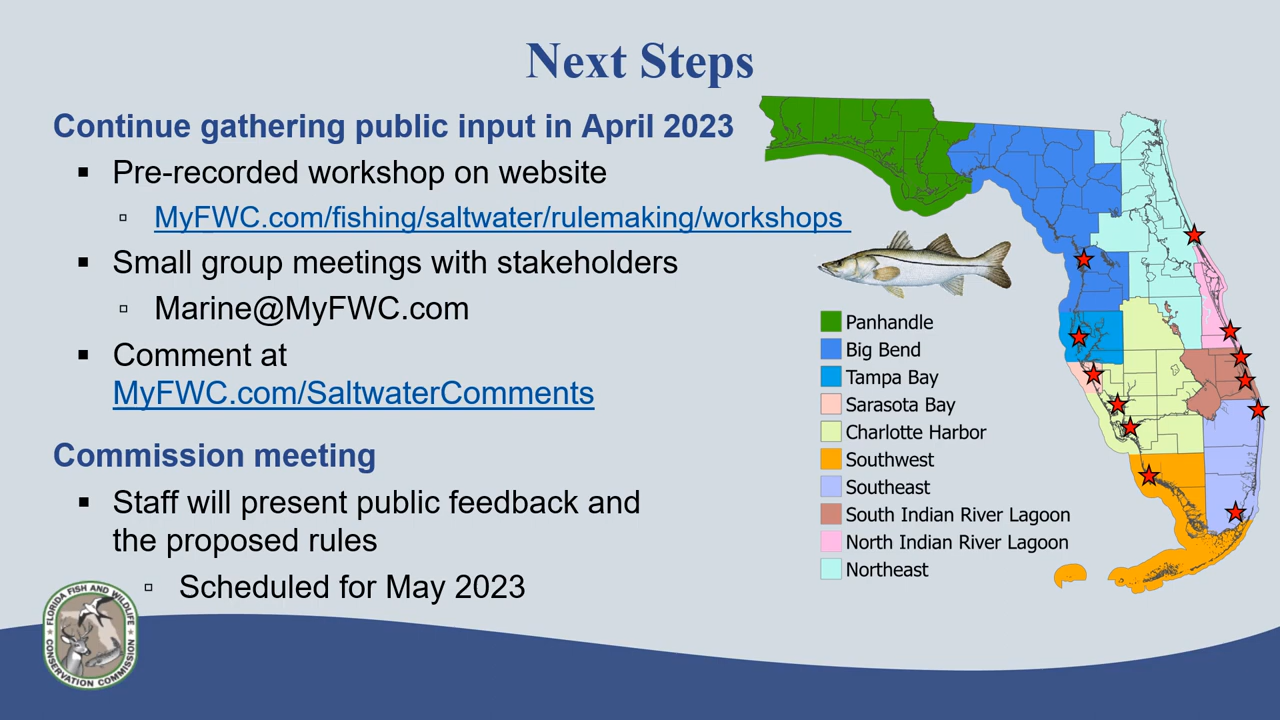 Next Steps
Continue gathering public input in April 2023
▪ Pre-recorded workshop on website
▫ MyFWC.com/fishing/saltwater/rulemaking/workshops
▪ Small group meetings with stakeholders
▫ Marine@MyFWC.com
▪ Comment at
MyFWC.com/SaltwaterComments
Commission meeting
▪ Staff will present public feedback and
the proposed rules
▫ Scheduled for May 2023
Panhandle
Big Bend
Tampa Bay
Sarasota Bay
Charlotte Harbor
Southwest
Southeast
South Indian River Lagoon
North Indian River Lagoon
Northeast
FLORIDA FISH AND WILDLIFE
CONSERVATION COMMISSION